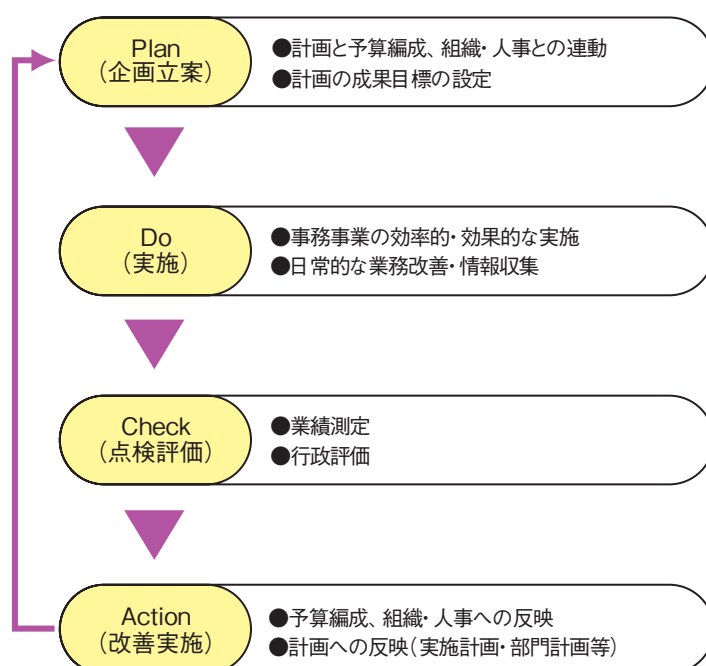 Plan
(企画立案)
●計画と予算編成、組織・人事との連動
●計画の成果目標の設定
Do
(実施)
●事務事業の効率的・効果的な実施
●日常的な業務改善・情報収集
Check
(点検評価)
●業績測定
●行政評価
Action
(改善実施)
●予算編成、組織・人事への反映
●計画への反映(実施計画・部門計画等)